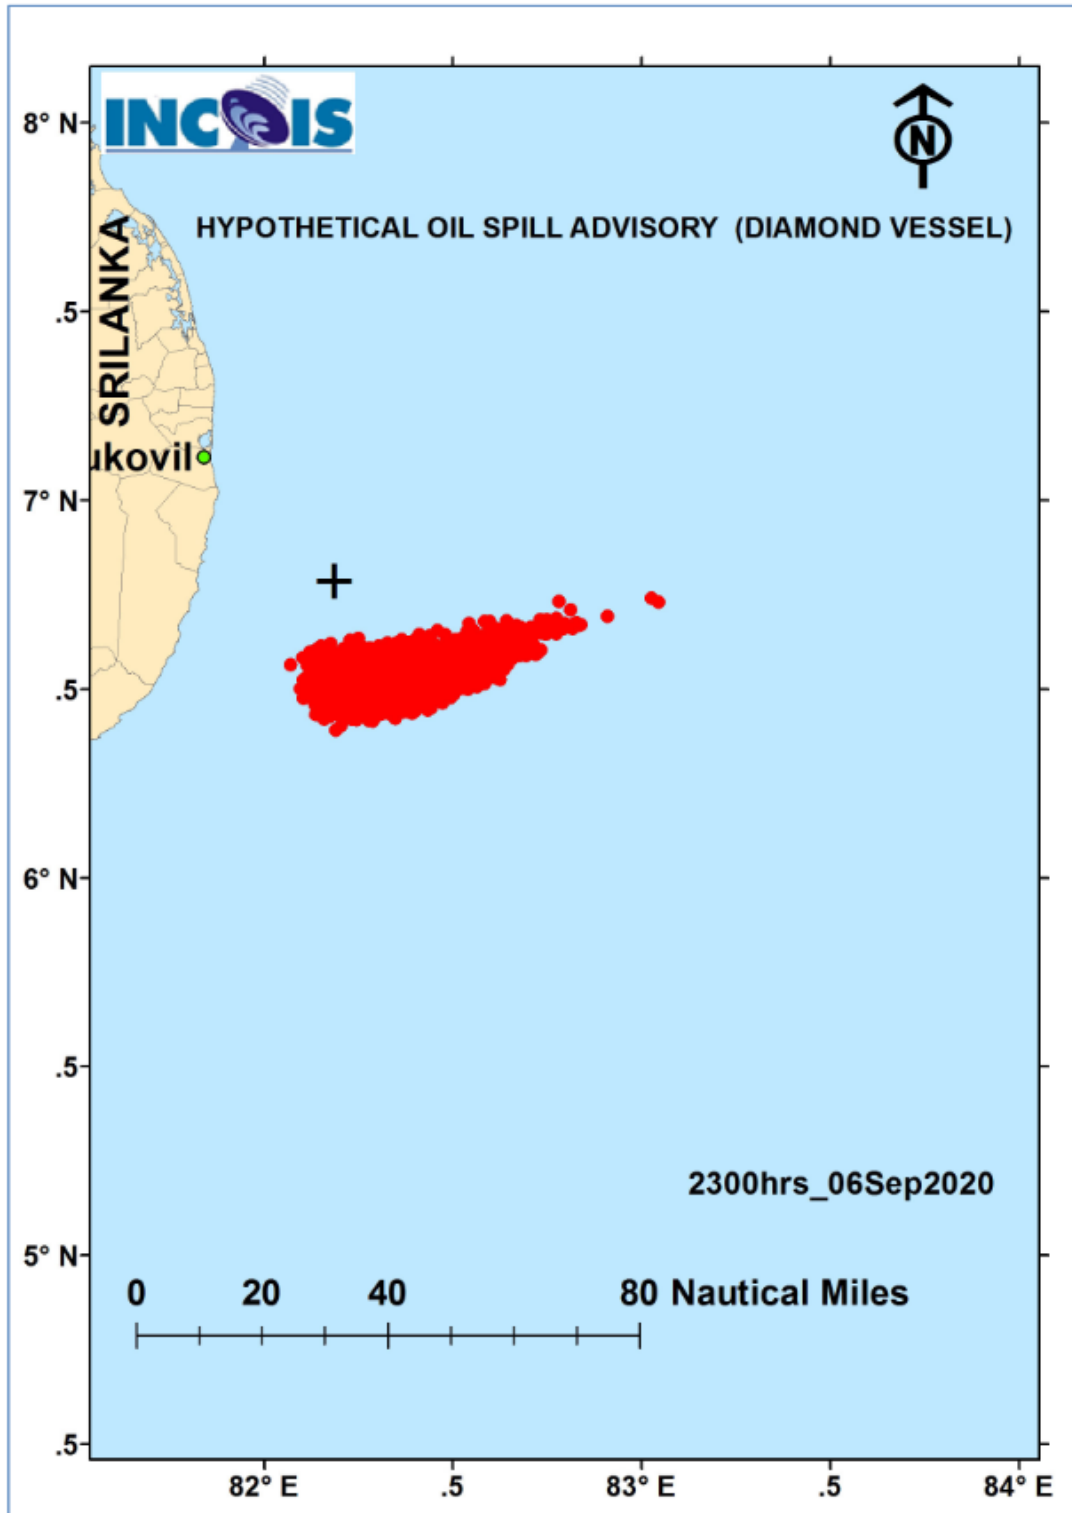 INCOIS
8° N
N
HYPOTHETICAL OIL SPILL ADVISORY (DIAMOND VESSEL)
SRILANKA
.5
ukovil
7° N
.5
6° N
.5
2300hrs_06Sep2020
5° N
0 20 40 80 Nautical Miles
.5
82° E .5 83° E .5 84° E